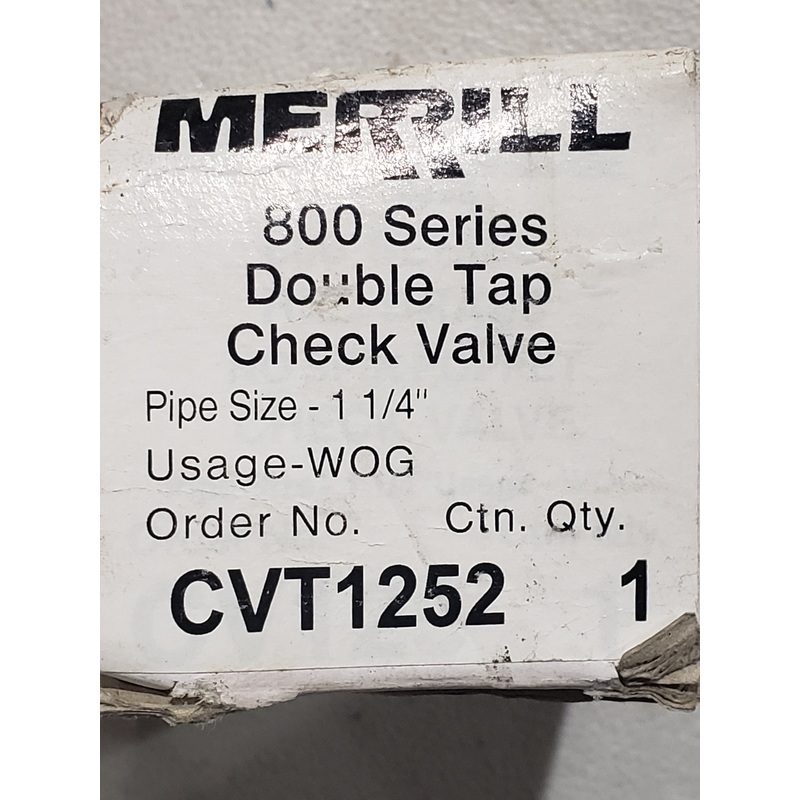 MERRILL
800 Series
Double Tap
Check Valve
Pipe Size - 1 1/4"
Usage-WOG
Order No. Ctn. Qty.
CVT1252 1